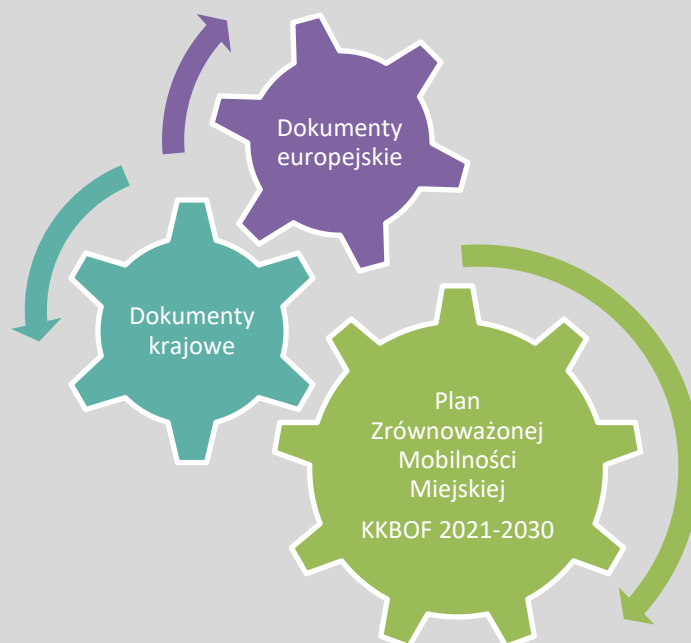 Dokumenty
europejskie
Dokumenty
krajowe
Plan
Zrównoważonej
Mobilności
Miejskiej
KKBOF 2021-2030